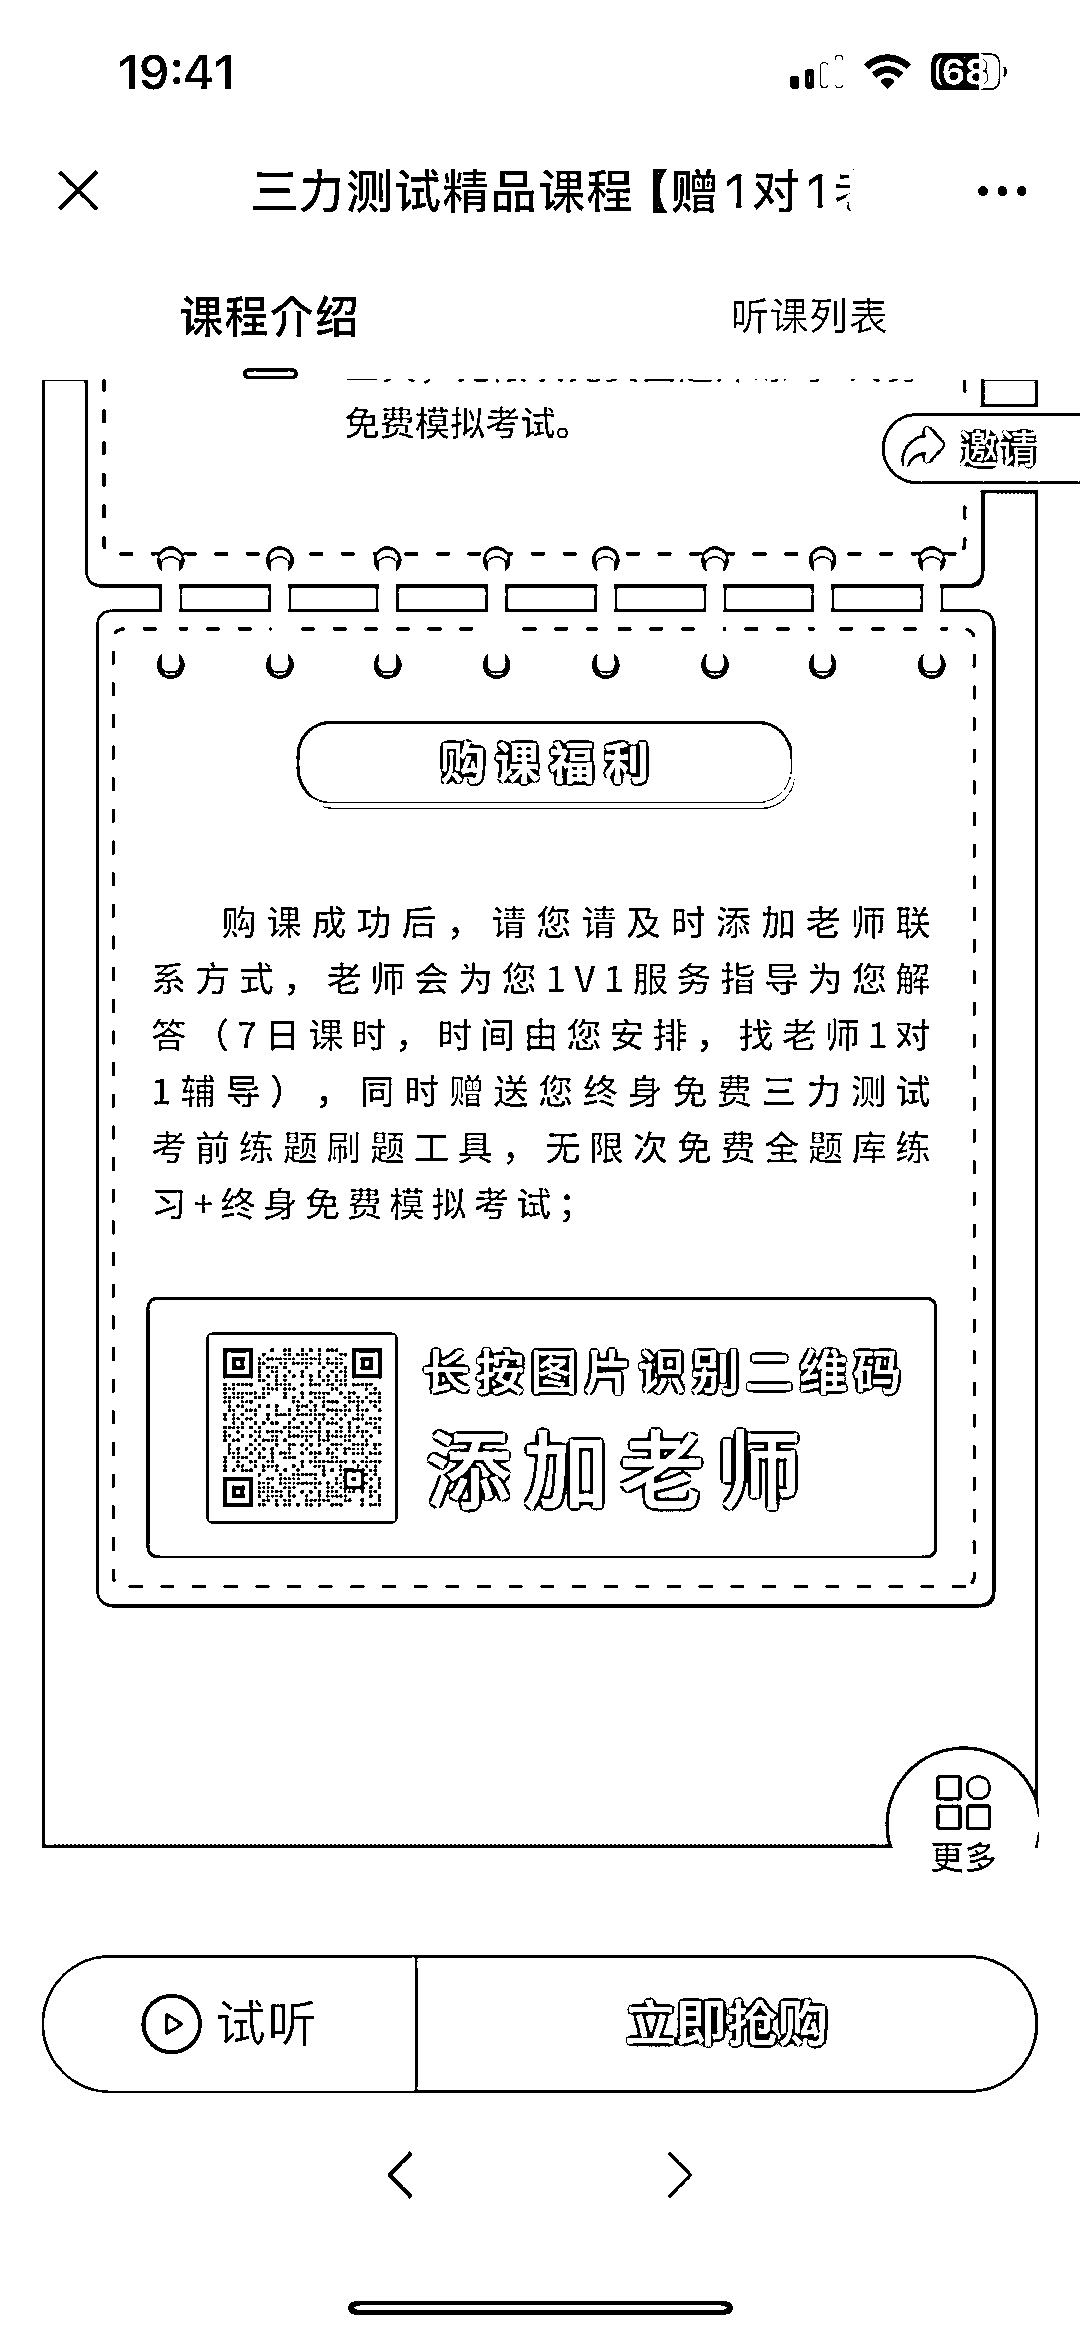 19:41
68
三力测试精品课程【赠1对1
课程介绍
听课列表
免费模拟考试。
邀请
购课福利
购课成功后，请您请及时添加老师联
系方式，老师会为您1V1服务指导为您解
答（7日课时，时间由您安排，找老师1对
1辅导），同时赠送您终身免费三力测试
考前练题刷题工具，无限次免费全题库练
习+终身免费模拟考试；
长按图片识别二维码
添加老师
更多
试听
立即抢购